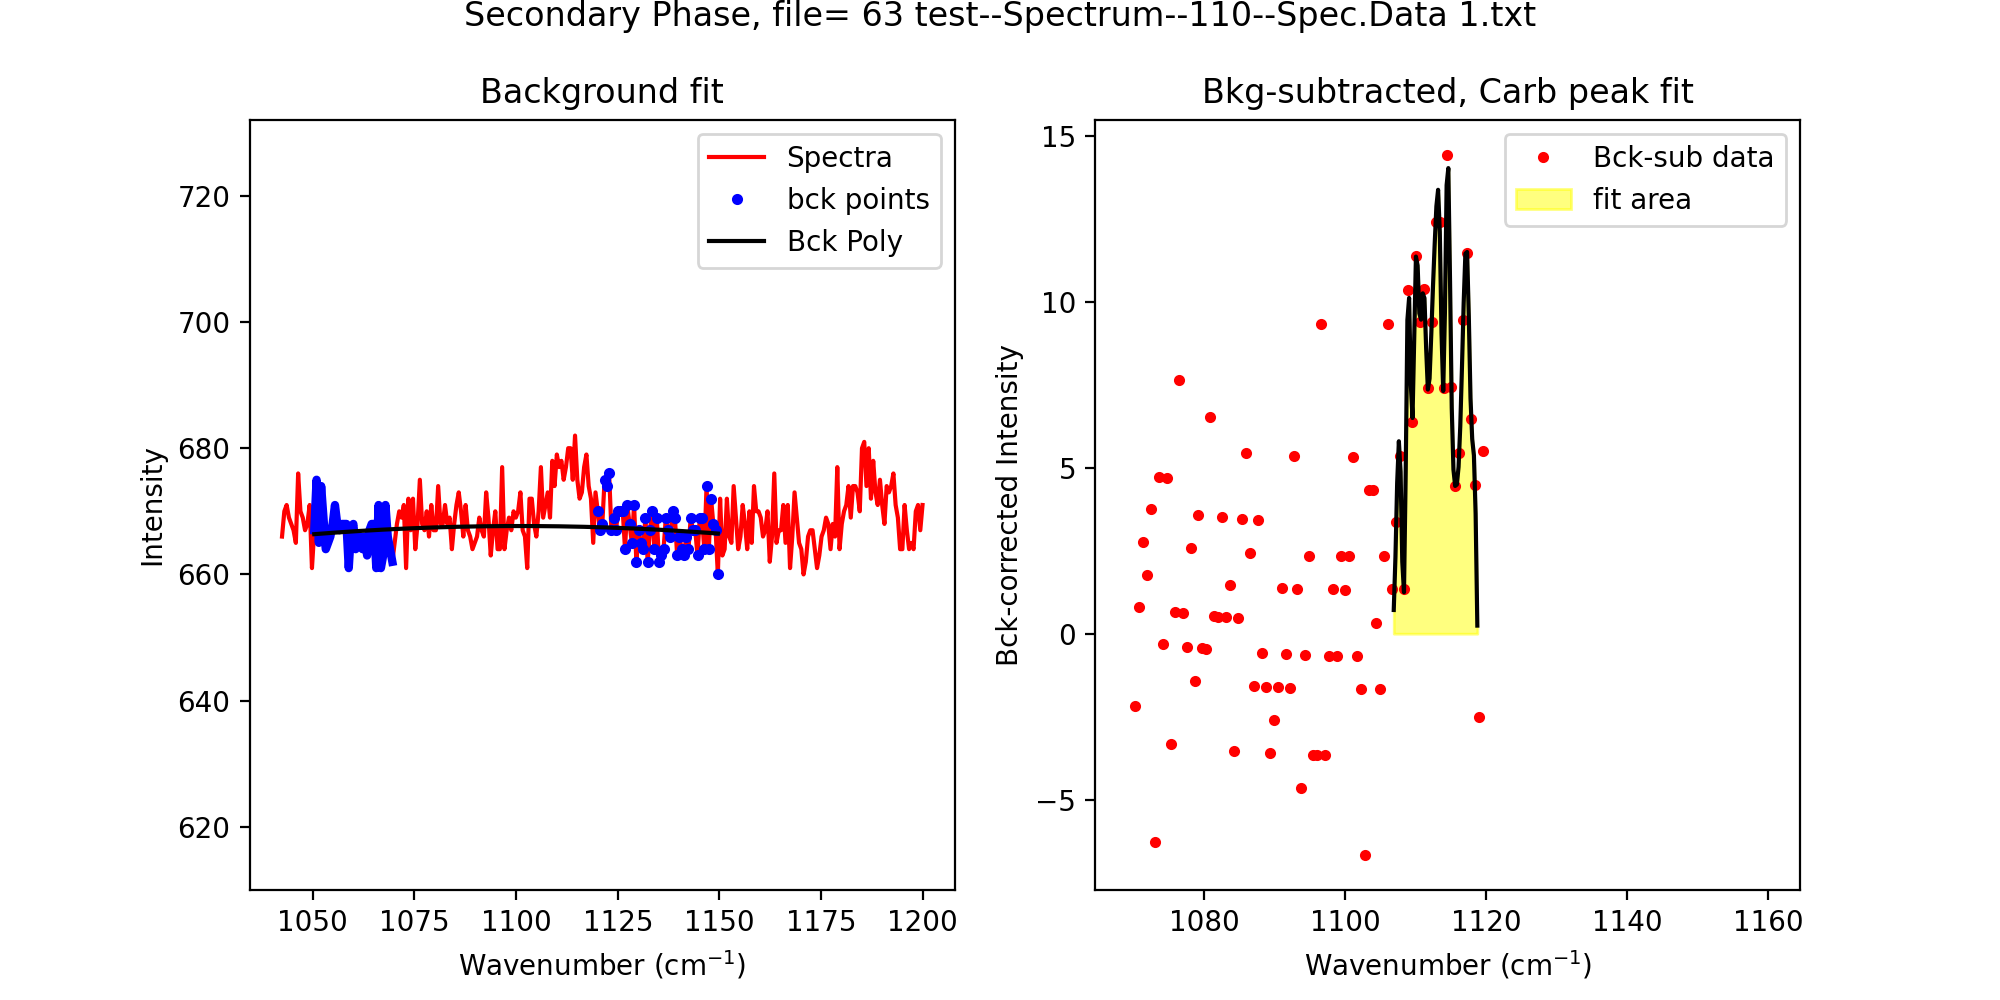 Secondary Phase, file= 63 test--Spectrum--110--Spec.Data 1.txt
Background fit
Spectra
bck points
Bck Poly
720
700
680
660
640
620
Intensity
1050 1075 1100 1125 1150 1175 1200
Wavenumber (cm⁻¹)
Bkg-subtracted, Carb peak fit
Bck-sub data
fit area
15
10
5
0
−5
Bck-corrected Intensity
1080 1100 1120 1140 1160
Wavenumber (cm⁻¹)